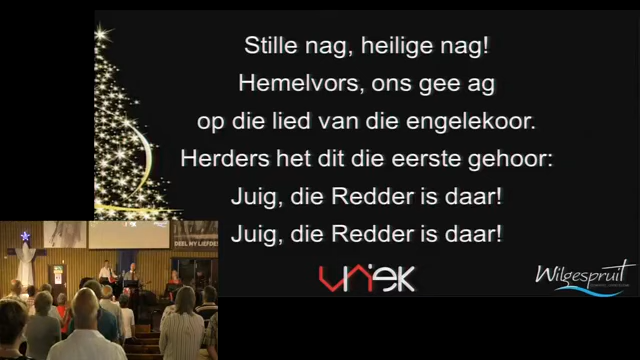 Stille nag, heilige nag!
Hemelvors, ons gee ag
op die lied van die engelekoor.
Herders het dit die eerste gehoor:
Juig, die Redder is daar!
Juig, die Redder is daar!
DEEL NY LIEFDE
uniek
Wilgespruit